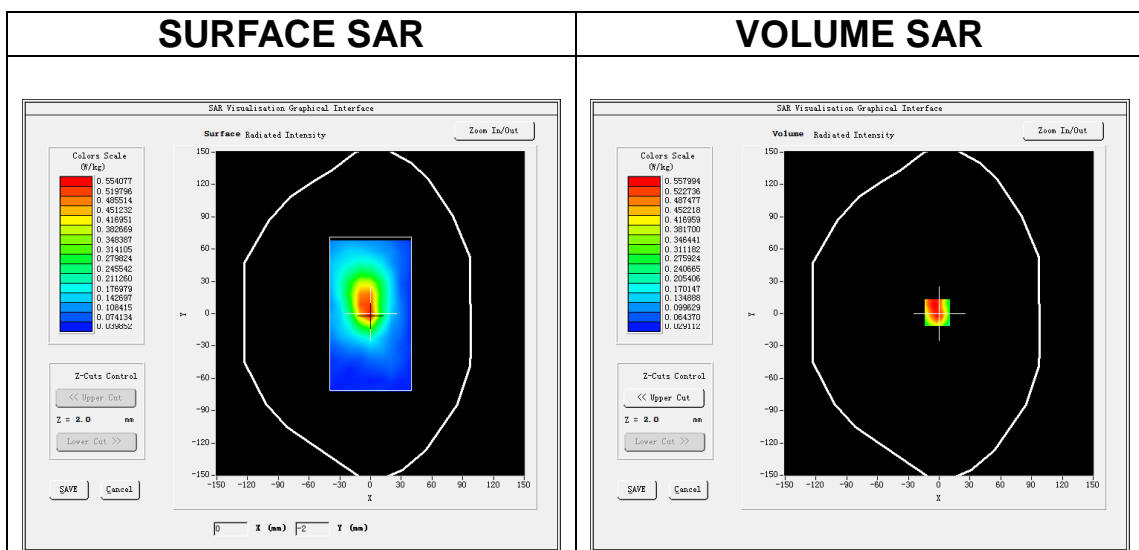 SURFACE SAR
SAR Visualisation Graphical Interface
Surface Radiated Intensity
Zoom In/Out
Colors Scale
(W/kg)
0.554077
0.519796
0.485514
0.451232
0.416951
0.382669
0.348387
0.314105
0.279824
0.245542
0.211260
0.176979
0.142697
0.108415
0.074134
0.039852
Z-Cuts Control
<< Upper Cut
Z = 2.0 mm
Lower Cut >>
SAVE Cancel
150
120
90
60
30
0
-30
-60
-90
-120
-150
Y
-150 -120 -90 -60 -30 0 30 60 90 120 150
X
0 X (mm) -2 Y (mm)
VOLUME SAR
SAR Visualisation Graphical Interface
Volume Radiated Intensity
Zoom In/Out
Colors Scale
(W/kg)
0.557994
0.522736
0.487477
0.452218
0.416959
0.381700
0.346441
0.311182
0.275924
0.240665
0.205406
0.170147
0.134888
0.099629
0.064370
0.029112
Z-Cuts Control
<< Upper Cut
Z = 2.0 mm
Lower Cut >>
SAVE Cancel
150
120
90
60
30
0
-30
-60
-90
-120
-150
Y
-150 -120 -90 -60 -30 0 30 60 90 120 150
X